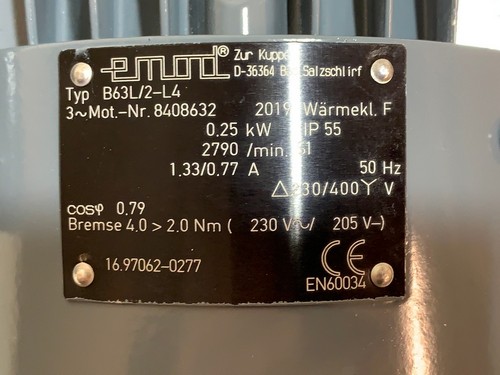 emod® Zur Kuppe
D-36364 Bad Salzschlirf
Typ B63L/2-L4
3~Mot.-Nr. 8408632 2019 Wärmekl. F
0.25 kW IP 55
2790 /min. S1
1.33/0.77 A 50 Hz
△ 230/400 Y V
cosφ 0.79
Bremse 4.0 > 2.0 Nm ( 230 V~/ 205 V-)
16.97062-0277
CE
EN60034